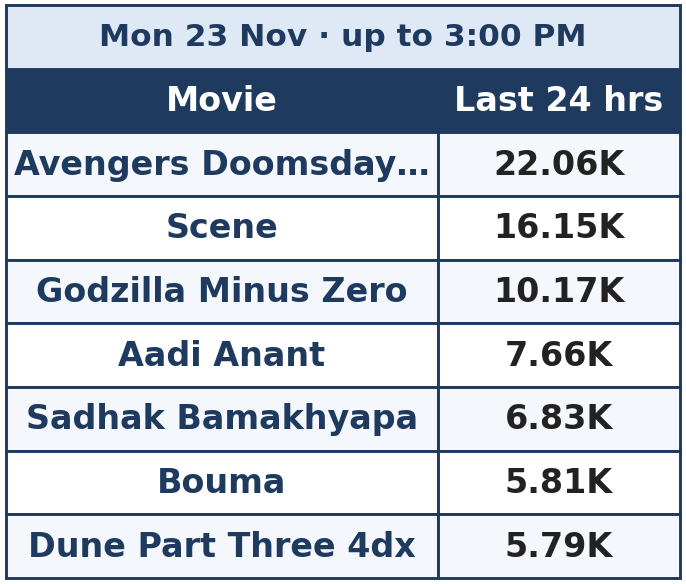 Mon 23 Nov · up to 3:00 PM
Movie Last 24 hrs
Avengers Doomsday... 22.06K
Scene 16.15K
Godzilla Minus Zero 10.17K
Aadi Anant 7.66K
Sadhak Bamakhyapa 6.83K
Bouma 5.81K
Dune Part Three 4dx 5.79K